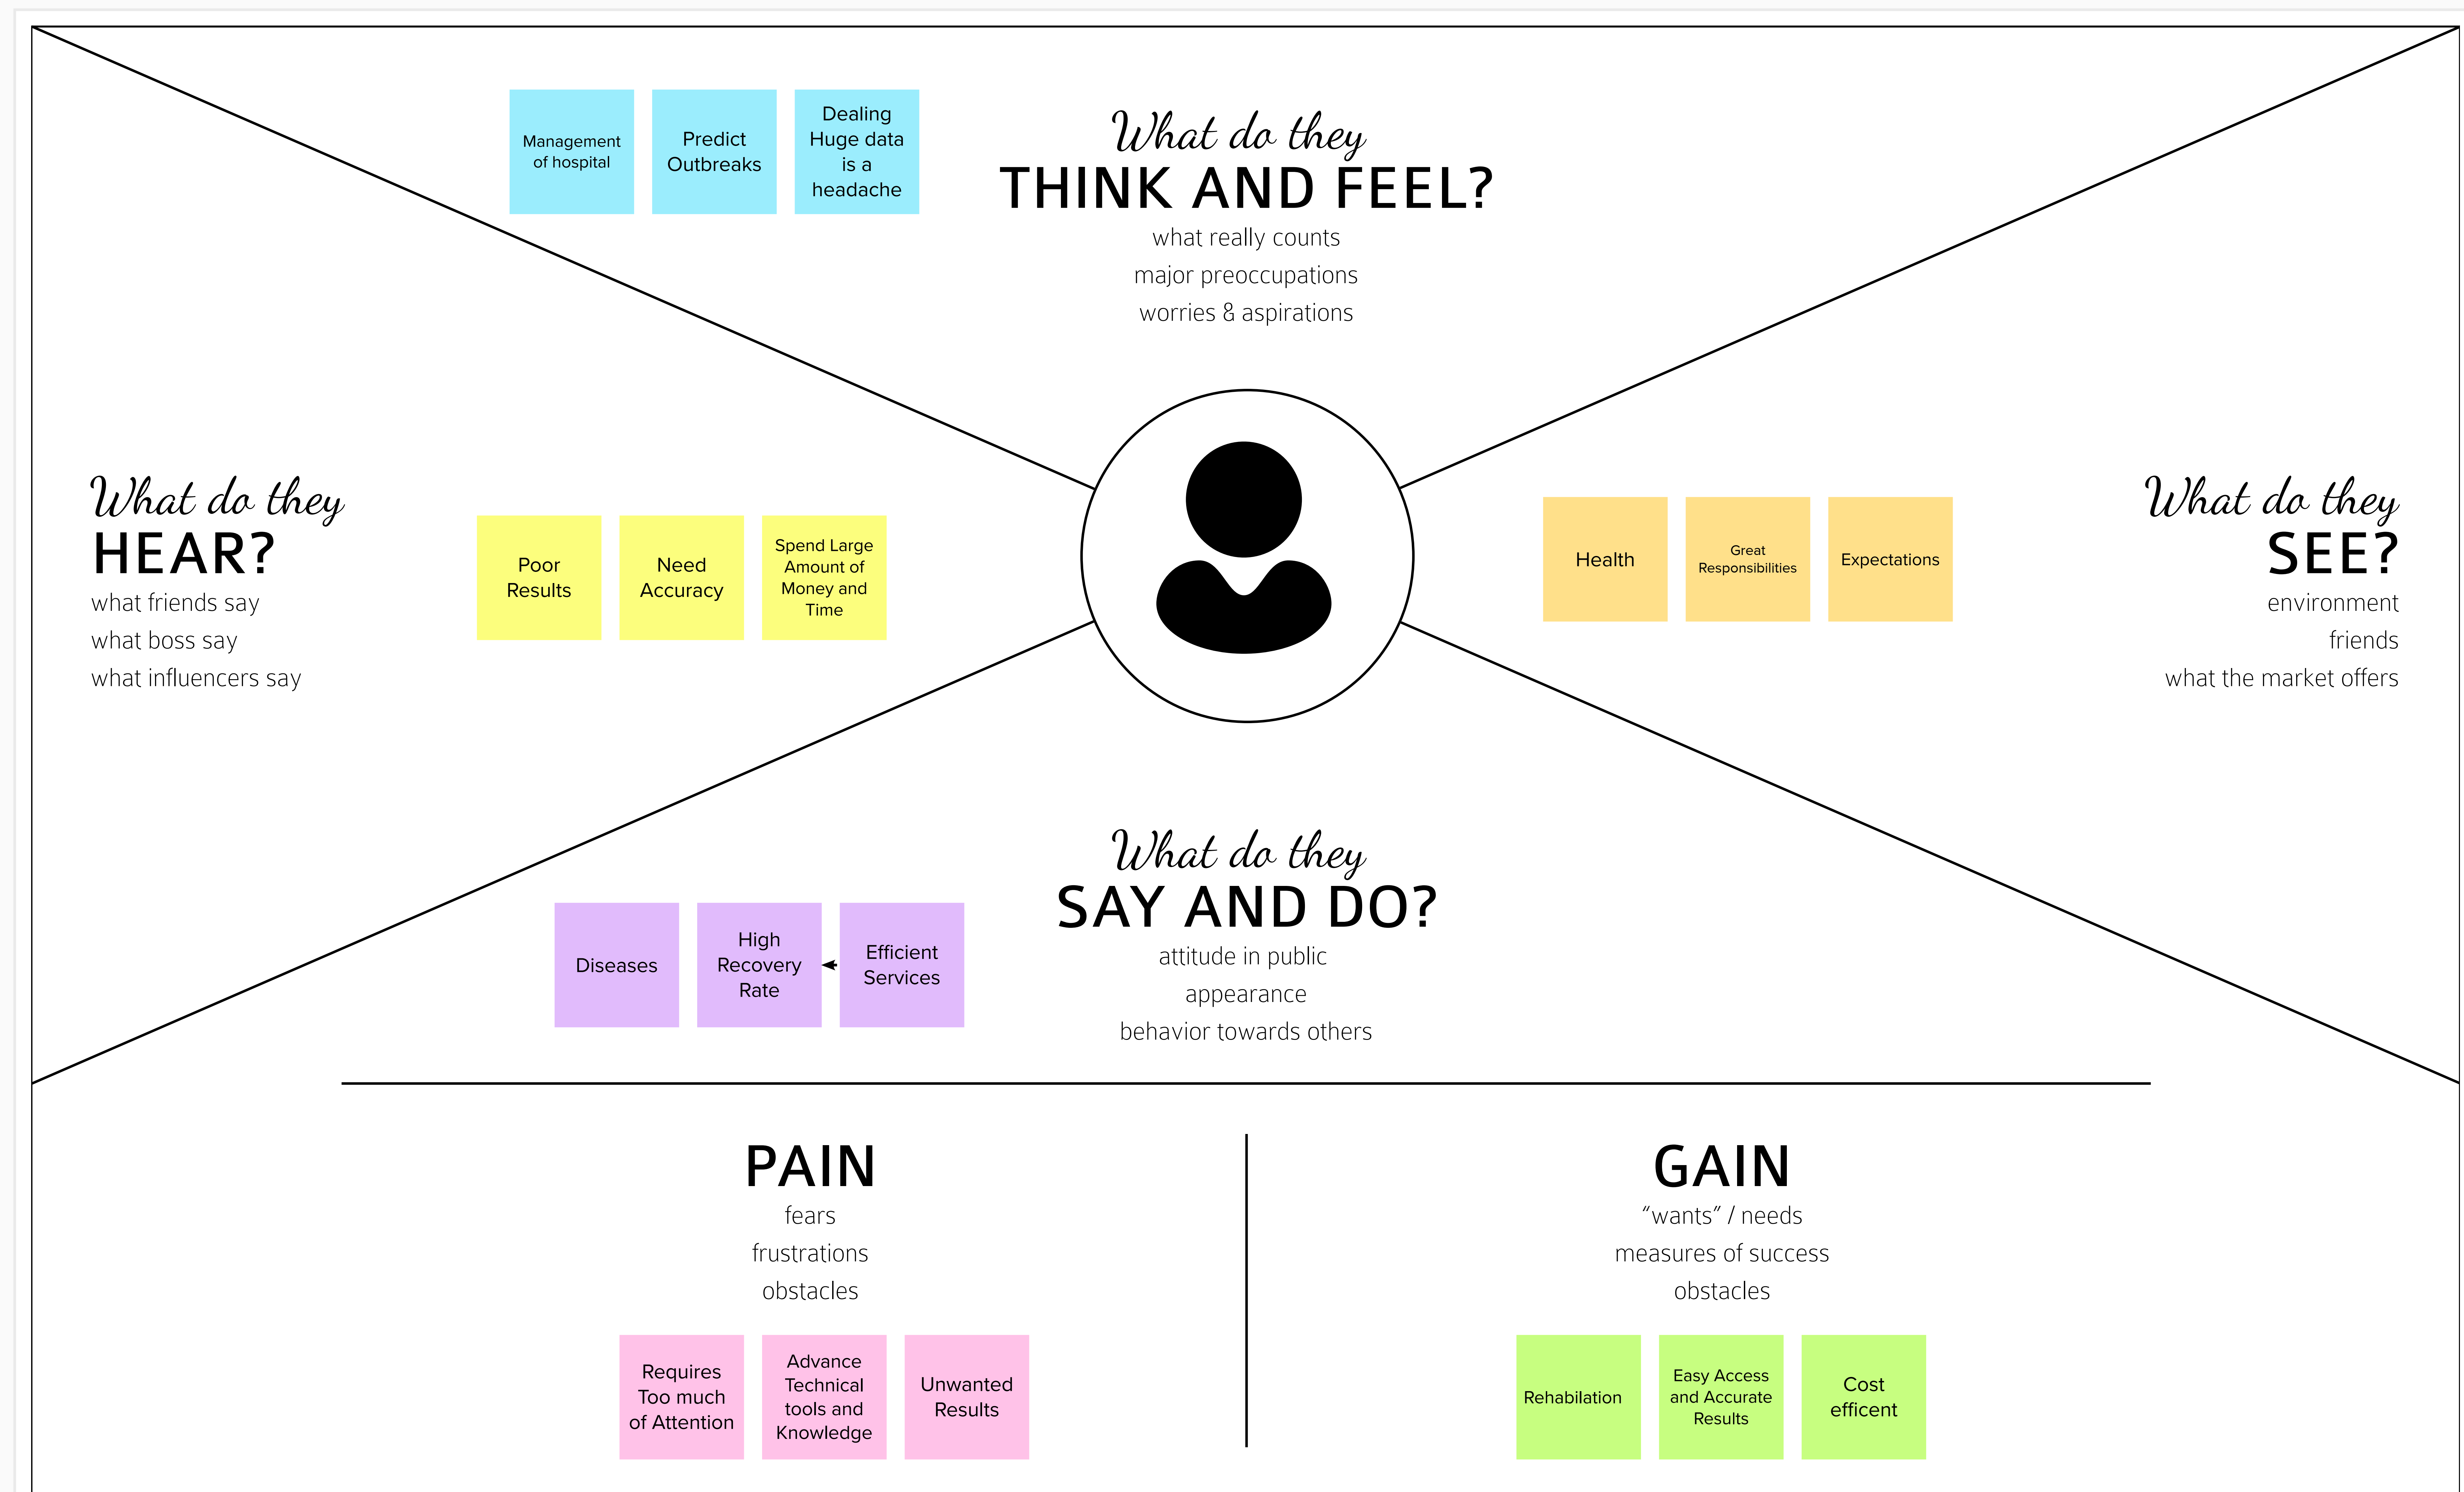 Management
of hospital
Predict
Outbreaks
Dealing
Huge data
is a
headache
What do they
THINK AND FEEL?
what really counts
major preoccupations
worries & aspirations
What do they
HEAR?
what friends say
what boss say
what influencers say
Poor
Results
Need
Accuracy
Spend Large
Amount of
Money and
Time
Health
Great
Responsibilities
Expectations
What do they
SEE?
environment
friends
what the market offers
What do they
SAY AND DO?
attitude in public
appearance
behavior towards others
Diseases
High
Recovery
Rate
Efficient
Services
PAIN
fears
frustrations
obstacles
Requires
Too much
of Attention
Advance
Technical
tools and
Knowledge
Unwanted
Results
GAIN
“wants” / needs
measures of success
obstacles
Rehabilation
Easy Access
and Accurate
Results
Cost
efficent